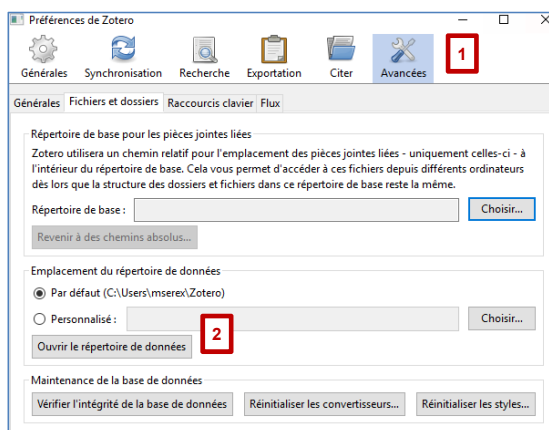 Préférences de Zotero
Générales Synchronisation Recherche Exportation Citer Avancées 1
Générales Fichiers et dossiers Raccourcis clavier Flux
Répertoire de base pour les pièces jointes liées
Zotero utilisera un chemin relatif pour l'emplacement des pièces jointes liées - uniquement celles-ci - à
l'intérieur du répertoire de base. Cela vous permet d'accéder à ces fichiers depuis différents ordinateurs
dès lors que la structure des dossiers et fichiers dans ce répertoire de base reste la même.
Répertoire de base : Choisir...
Revenir à des chemins absolus...
Emplacement du répertoire de données
Par défaut (C:\Users\mserex\Zotero)
Personnalisé : Choisir...
Ouvrir le répertoire de données 2
Maintenance de la base de données
Vérifier l'intégrité de la base de données Réinitialiser les convertisseurs... Réinitialiser les styles...